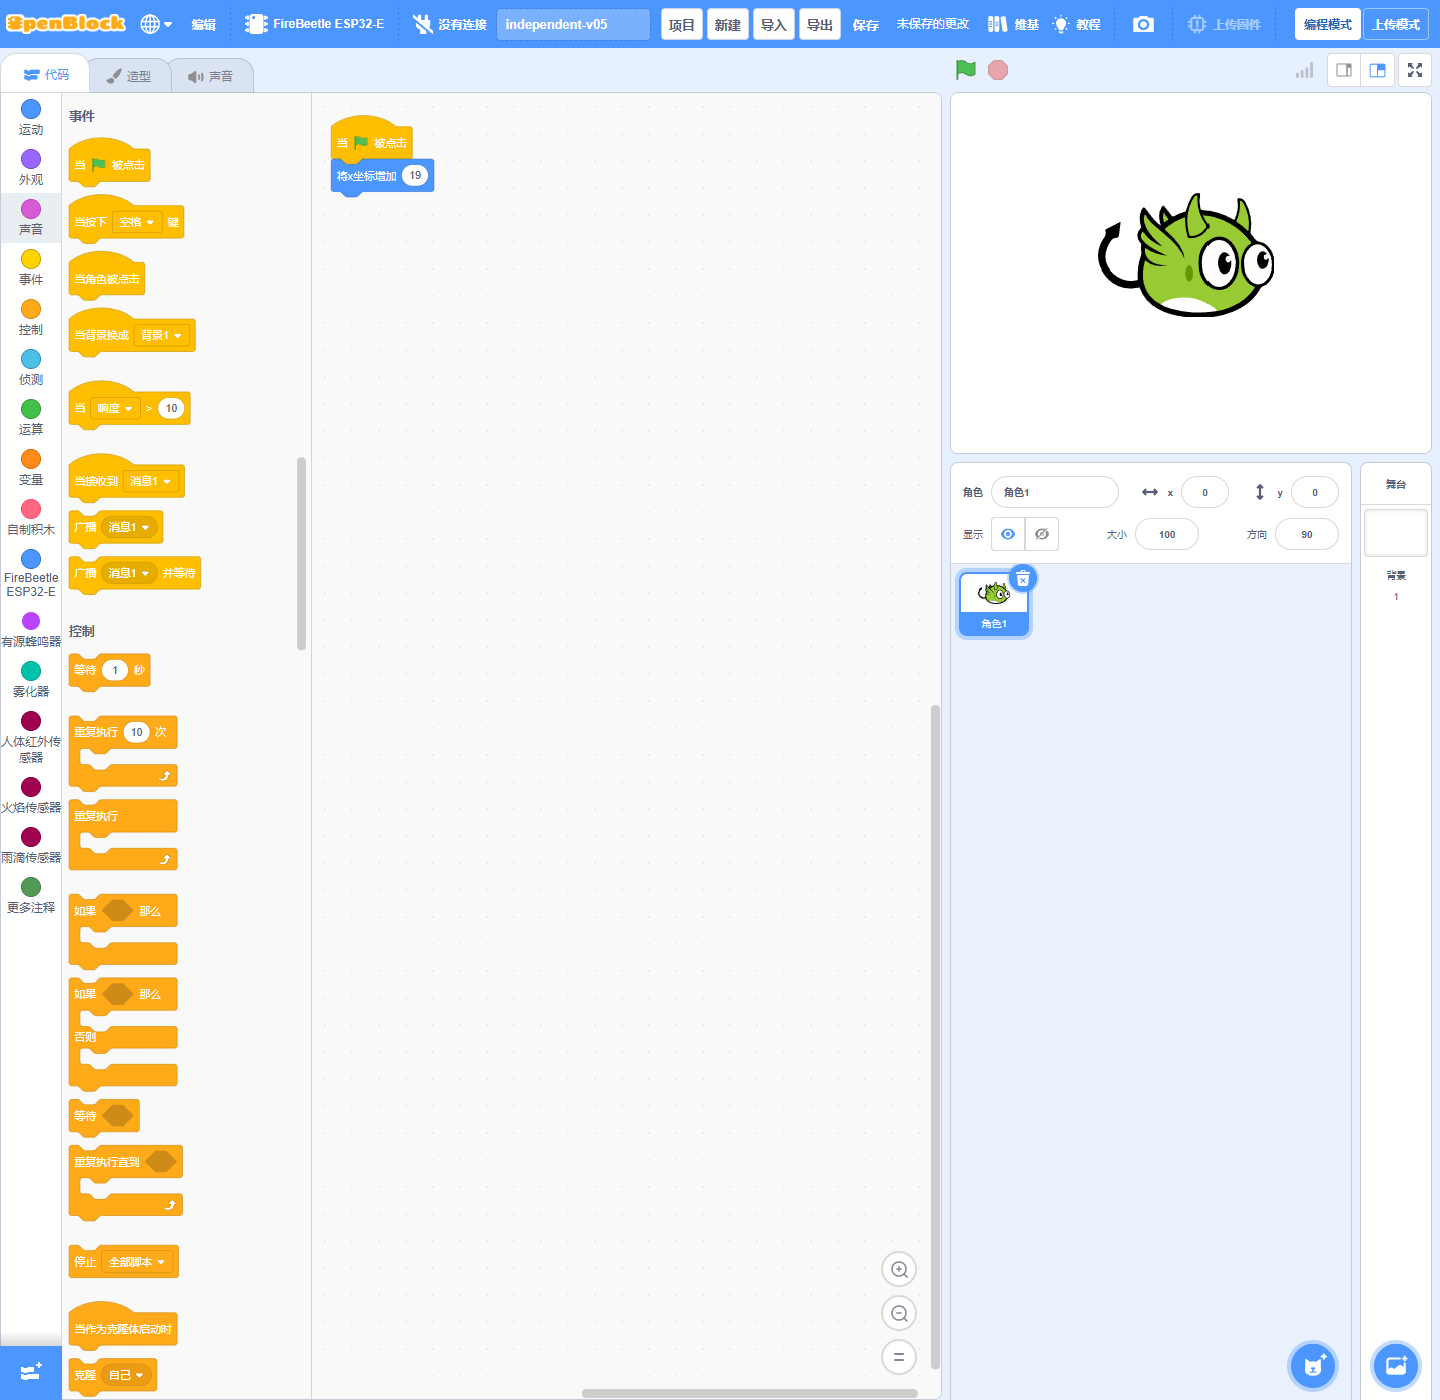 OpenBlock
编辑
FireBeetle ESP32-E
没有连接
independent-v05
项目
新建
导入
导出
保存
未保存的更改
维基
教程
上传固件
编程模式
上传模式
代码
造型
声音
运动
外观
声音
事件
控制
侦测
运算
变量
自制积木
FireBeetle
ESP32-E
有源蜂鸣器
雾化器
人体红外传
感器
火焰传感器
雨滴传感器
更多注释
事件
当 被点击
当按下 空格 键
当角色被点击
当背景换成 背景1
当 响度 > 10
当接收到 消息1
广播 消息1
广播 消息1 并等待
控制
等待 1 秒
重复执行 10 次
重复执行
如果 那么
如果 那么
否则
等待
重复执行直到
停止 全部脚本
当作为克隆体启动时
克隆 自己
当 被点击
将x坐标增加 19
角色 角色1 x 0 y 0
显示 大小 100 方向 90
角色1
舞台
背景
1